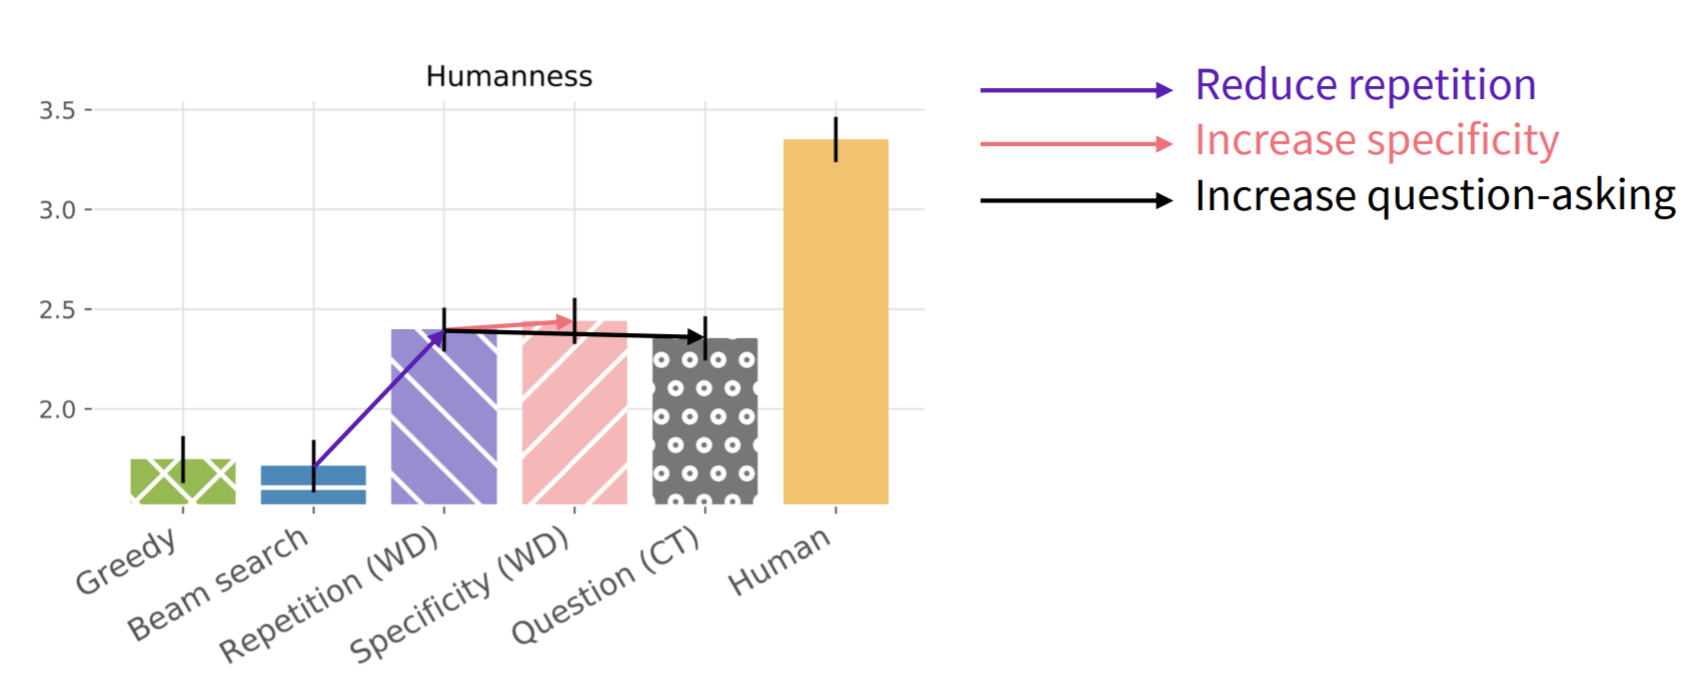 Humanness
3.5
3.0
2.5
2.0
Greedy
Beam search
Repetition (WD)
Specificity (WD)
Question (CT)
Human
Reduce repetition
Increase specificity
Increase question-asking